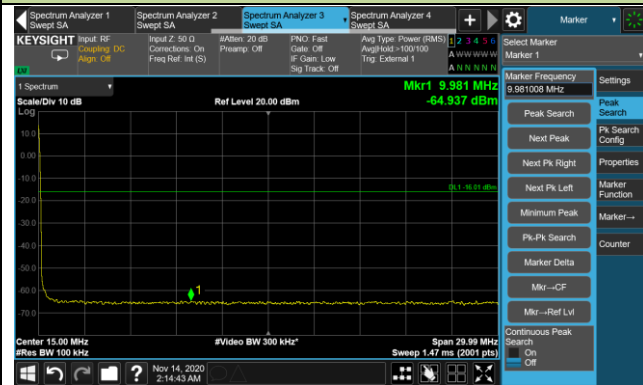 Spectrum Analyzer 1
Swept SA
Spectrum Analyzer 2
Swept SA
Spectrum Analyzer 3
Swept SA
Spectrum Analyzer 4
Swept SA
Marker
KEYSIGHT
Input: RF
Coupling: DC
Align: Off
Input Z: 50 Ω
Corrections: On
Freq Ref: Int (S)
#Atten: 20 dB
Preamp: Off
PNO: Fast
Gate: Off
IF Gain: Low
Sig Track: Off
Avg Type: Power (RMS)
Avg|Hold:>100/100
Trig: External 1
1 2 3 4 5 6
A W W W W W
A N N N N N
LXI
Select Marker
Marker 1
1 Spectrum
Scale/Div 10 dB
Ref Level 20.00 dBm
Mkr1 9.981 MHz
-64.937 dBm
Log
10.0
0.00
-10.0
-20.0
-30.0
-40.0
-50.0
-60.0
-70.0
DL1 -16.01 dBm
1
Center 15.00 MHz
#Res BW 100 kHz
#Video BW 300 kHz*
Span 29.99 MHz
Sweep 1.47 ms (2001 pts)
Marker Frequency
9.981008 MHz
Peak Search
Next Peak
Next Pk Right
Next Pk Left
Minimum Peak
Pk-Pk Search
Marker Delta
Mkr→CF
Mkr→Ref Lvl
Continuous Peak
Search
On
Off
Settings
Peak
Search
Pk Search
Config
Properties
Marker
Function
Marker→
Counter
Nov 14, 2020
2:14:43 AM